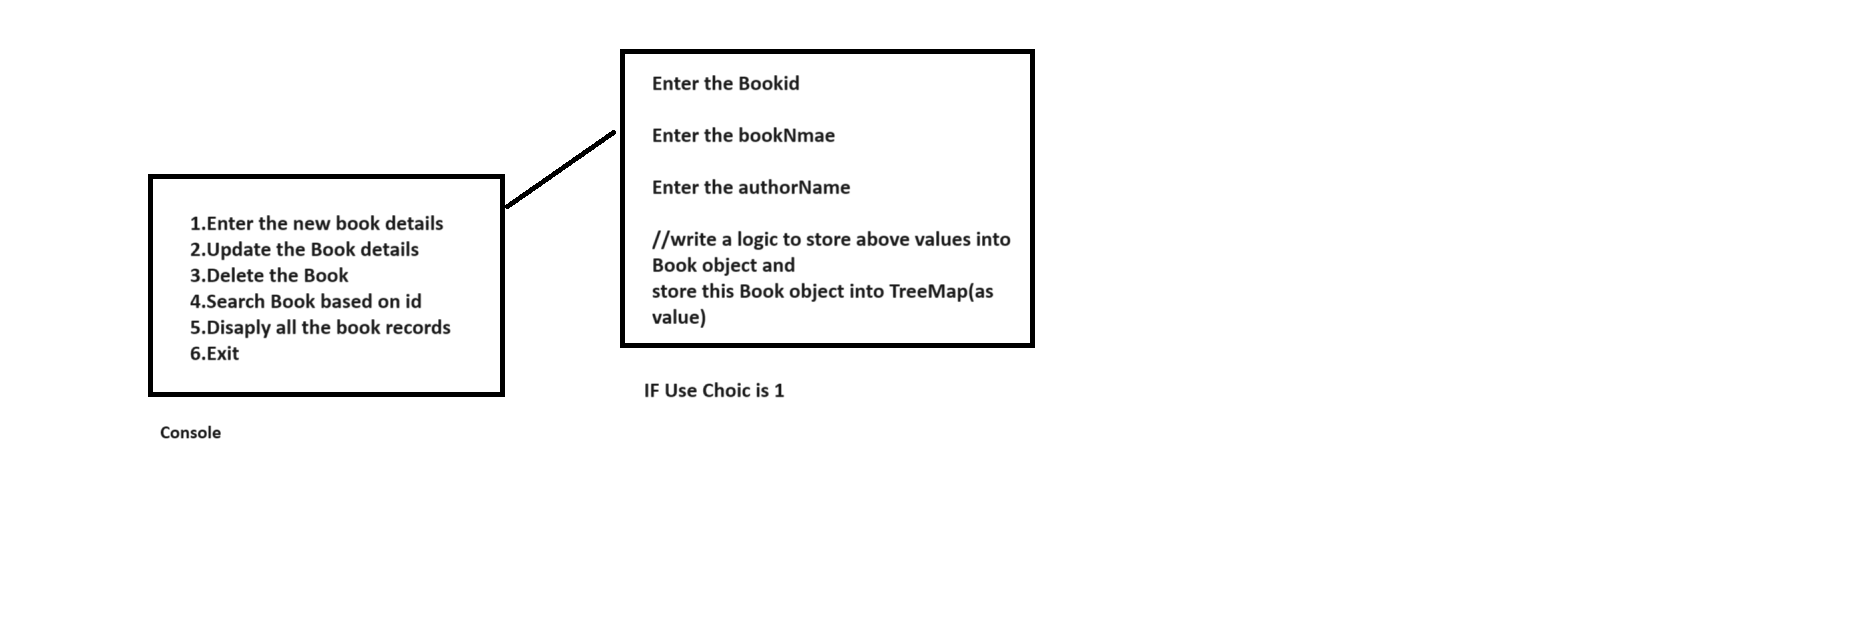 1.Enter the new book details
2.Update the Book details
3.Delete the Book
4.Search Book based on id
5.Disaply all the book records
6.Exit
Console
Enter the Bookid
Enter the bookNmae
Enter the authorName
//write a logic to store above values into
Book object and
store this Book object into TreeMap(as
value)
IF Use Choic is 1